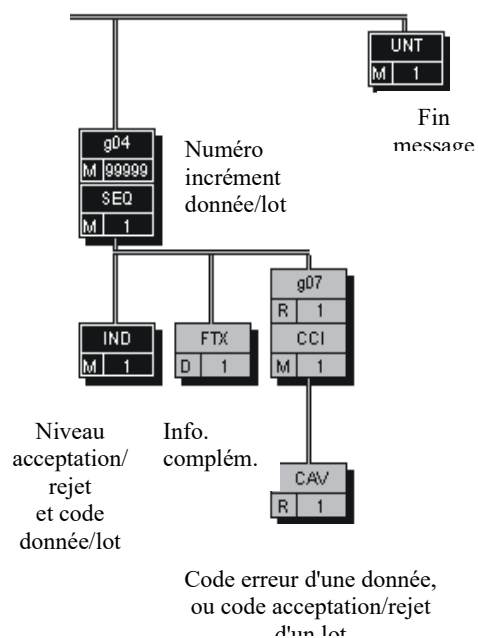 UNT
M 1
Fin
message
g04
M 99999
SEQ
M 1
Numéro
incrément
donnée/lot
g07
R 1
IND
M 1
FTX
D 1
CCI
M 1
Niveau
acceptation/
rejet
et code
donnée/lot
Info.
complém.
CAV
R 1
Code erreur d'une donnée,
ou code acceptation/rejet
d'un lot